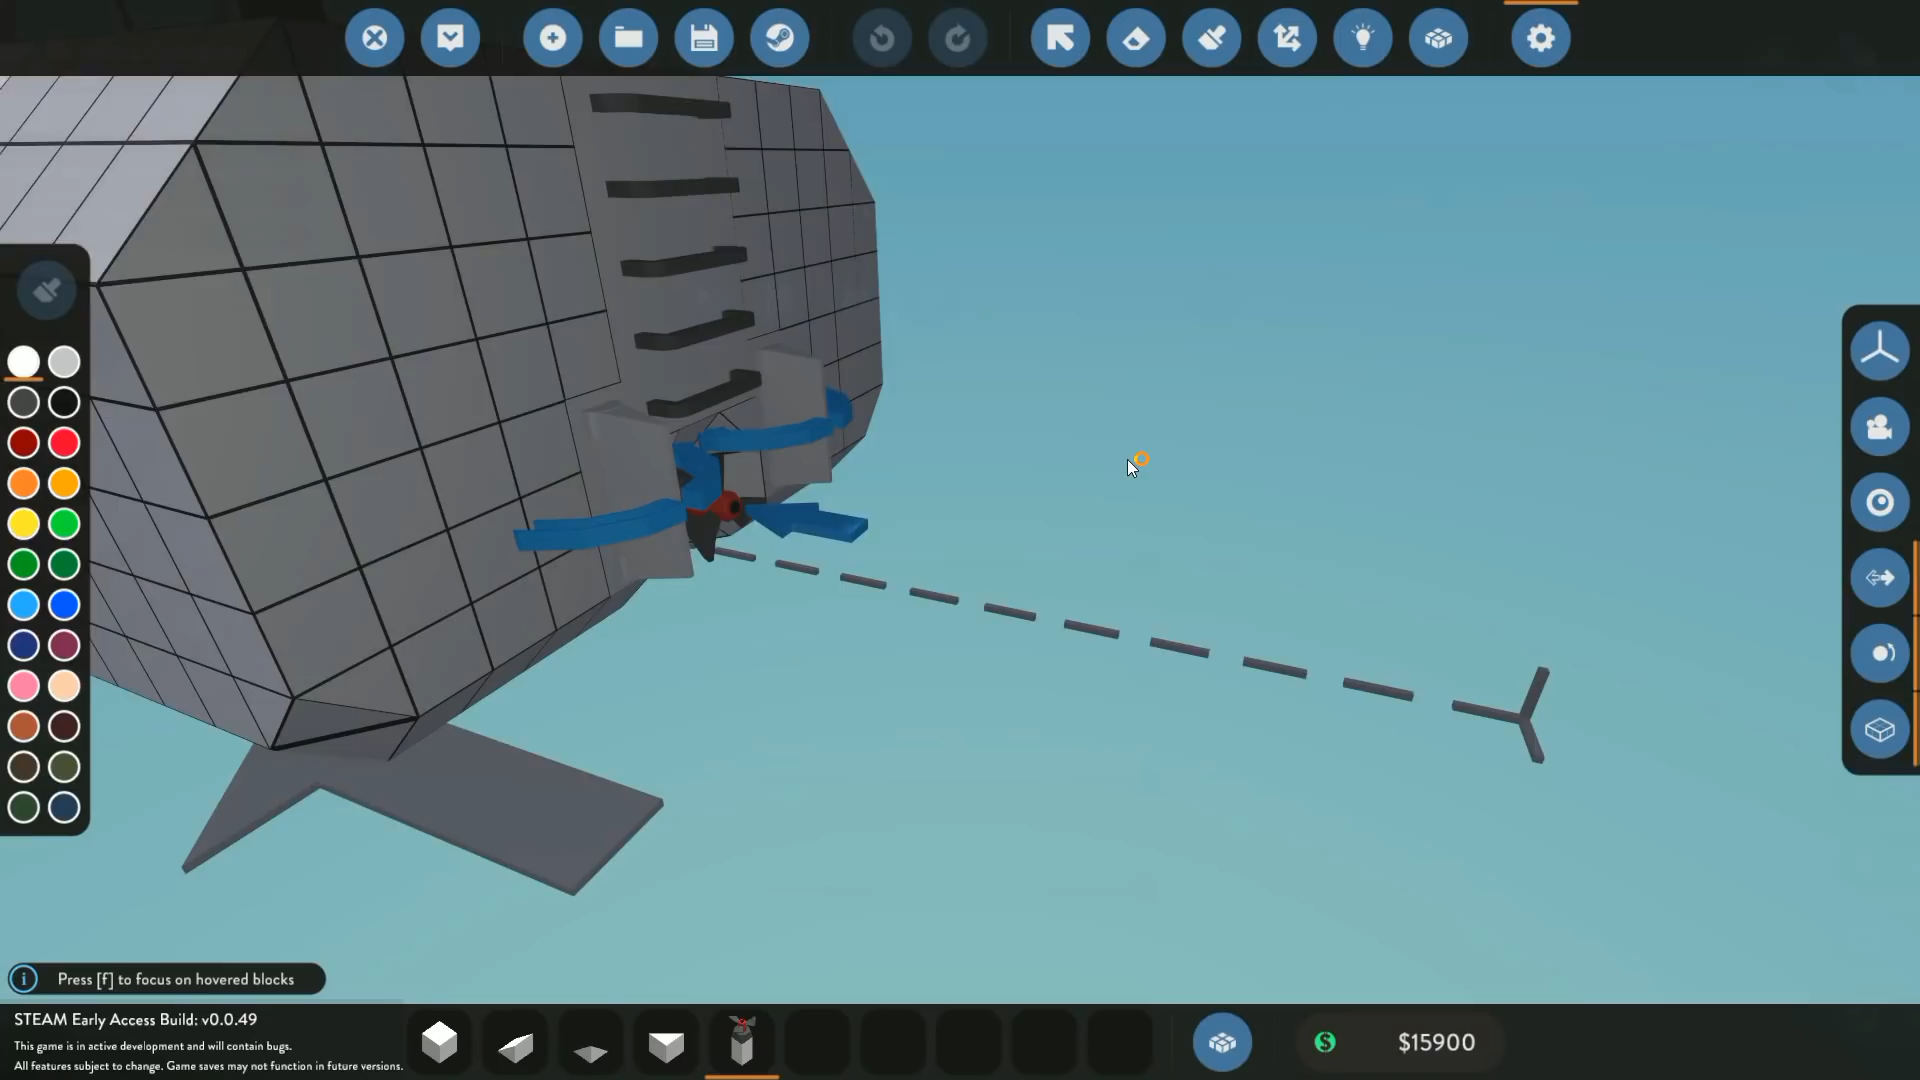 Press [f] to focus on hovered blocks
STEAM Early Access Build: v0.0.49
This game is in active development and will contain bugs.
All features subject to change. Game saves may not function in future versions.
$15900